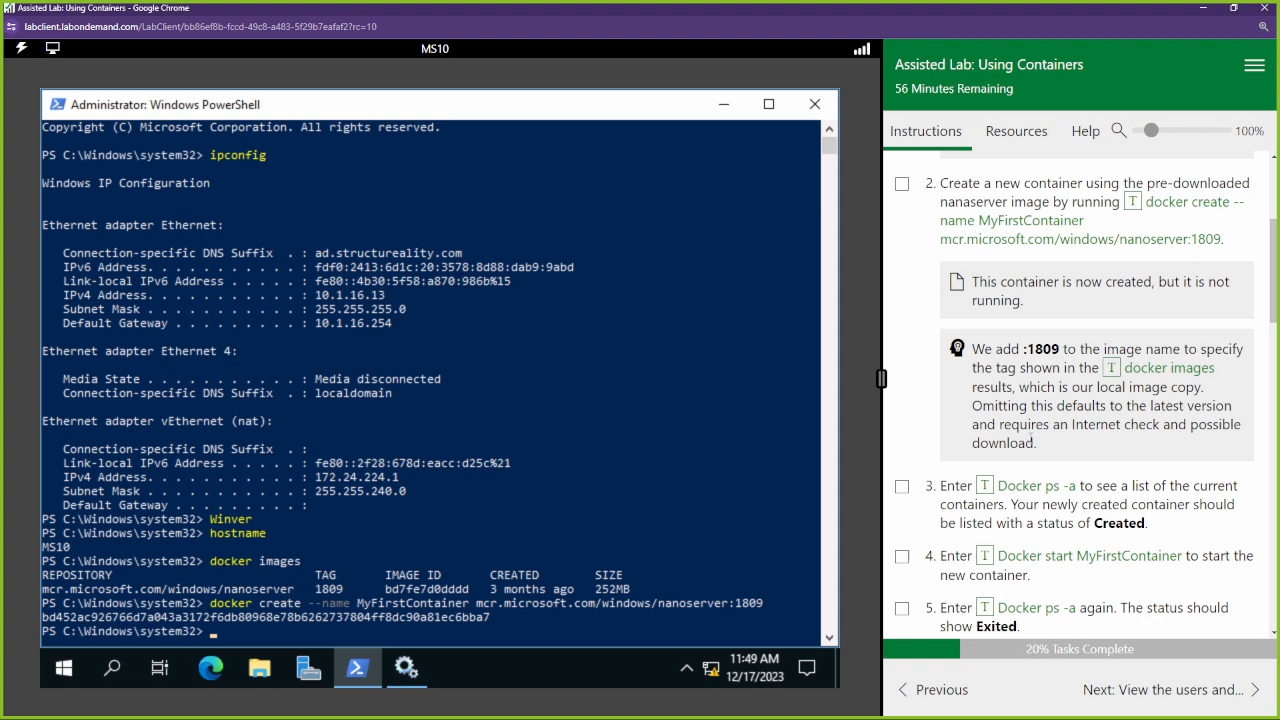 Assisted Lab: Using Containers - Google Chrome
labclient.labondemand.com/LabClient/bb86ef8b-fccd-49c8-a483-5f29b7eafaf2?rc=10
MS10
Administrator: Windows PowerShell
Copyright (C) Microsoft Corporation. All rights reserved.
PS C:\Windows\system32> ipconfig
Windows IP Configuration
Ethernet adapter Ethernet:
Connection-specific DNS Suffix . : ad.structureality.com
IPv6 Address. . . . . . . . . . . : fdf0:2413:6d1c:20:3578:8d88:dab9:9abd
Link-local IPv6 Address . . . . . : fe80::4b30:5f58:a870:986b%15
IPv4 Address. . . . . . . . . . . : 10.1.16.13
Subnet Mask . . . . . . . . . . . : 255.255.255.0
Default Gateway . . . . . . . . . : 10.1.16.254
Ethernet adapter Ethernet 4:
Media State . . . . . . . . . . . : Media disconnected
Connection-specific DNS Suffix . : localdomain
Ethernet adapter vEthernet (nat):
Connection-specific DNS Suffix . :
Link-local IPv6 Address . . . . . : fe80::2f28:678d:eacc:d25c%21
IPv4 Address. . . . . . . . . . . : 172.24.224.1
Subnet Mask . . . . . . . . . . . : 255.255.240.0
Default Gateway . . . . . . . . . :
PS C:\Windows\system32> Winver
PS C:\Windows\system32> hostname
MS10
PS C:\Windows\system32> docker images
REPOSITORY TAG IMAGE ID CREATED SIZE
mcr.microsoft.com/windows/nanoserver 1809 bd7fe7d0dddd 3 months ago 252MB
PS C:\Windows\system32> docker create --name MyFirstContainer mcr.microsoft.com/windows/nanoserver:1809
bd452ac926766d7a043a3172f6db80968e78b6262737804ff8dc90a81ec6bba7
PS C:\Windows\system32> _
11:49 AM
12/17/2023
Assisted Lab: Using Containers
56 Minutes Remaining
Instructions Resources Help 100%
2. Create a new container using the pre-downloaded
nanaserver image by running T docker create --
name MyFirstContainer
mcr.microsoft.com/windows/nanoserver:1809.
This container is now created, but it is not
running.
We add :1809 to the image name to specify
the tag shown in the T docker images
results, which is our local image copy.
Omitting this defaults to the latest version
and requires an Internet check and possible
download.
3. Enter T Docker ps -a to see a list of the current
containers. Your newly created container should
be listed with a status of Created.
4. Enter T Docker start MyFirstContainer to start the
new container.
5. Enter T Docker ps -a again. The status should
show Exited.
20% Tasks Complete
Previous Next: View the users and...